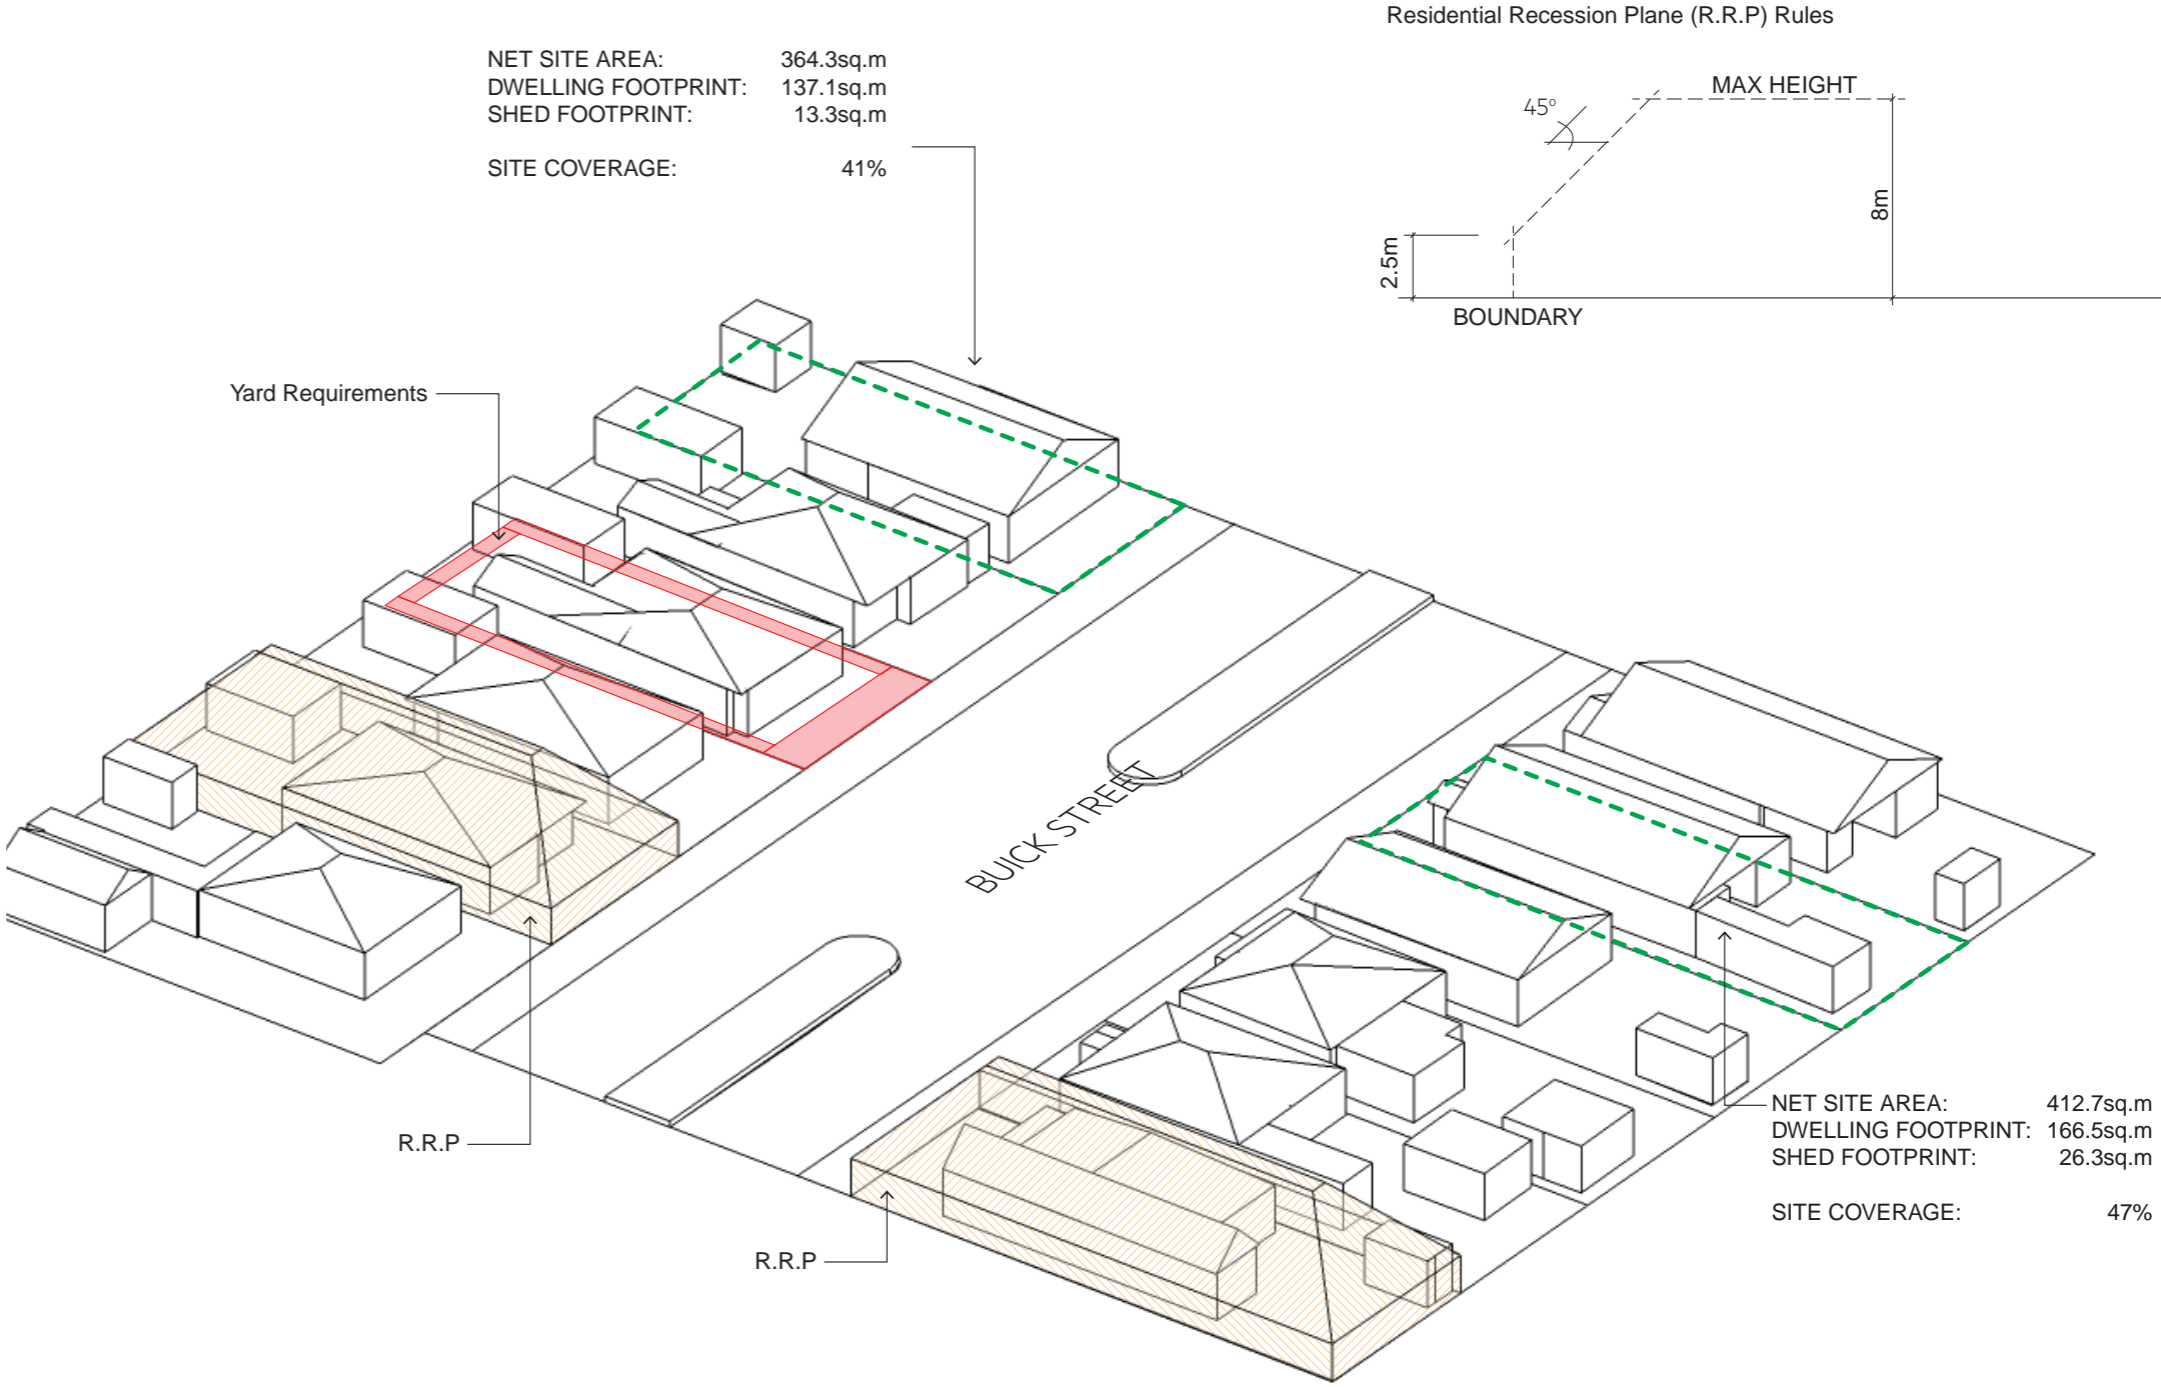 Residential Recession Plane (R.R.P) Rules
NET SITE AREA: 364.3sq.m
DWELLING FOOTPRINT: 137.1sq.m
SHED FOOTPRINT: 13.3sq.m
SITE COVERAGE: 41%
MAX HEIGHT
45°
8m
2.5m
BOUNDARY
Yard Requirements
BUICK STREET
R.R.P
R.R.P
NET SITE AREA: 412.7sq.m
DWELLING FOOTPRINT: 166.5sq.m
SHED FOOTPRINT: 26.3sq.m
SITE COVERAGE: 47%